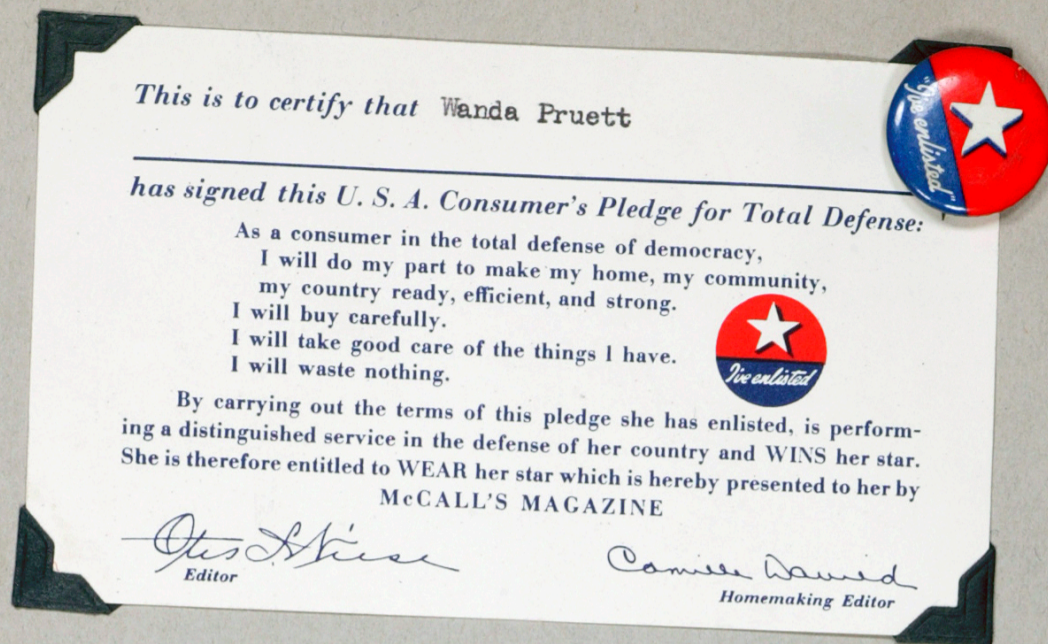 This is to certify that Wanda Pruett
"I've enlisted"
has signed this U. S. A. Consumer's Pledge for Total Defense:
As a consumer in the total defense of democracy,
I will do my part to make my home, my community,
my country ready, efficient, and strong.
I will buy carefully.
I will take good care of the things I have.
I will waste nothing.
I've enlisted
By carrying out the terms of this pledge she has enlisted, is perform-
ing a distinguished service in the defense of her country and WINS her star.
She is therefore entitled to WEAR her star which is hereby presented to her by
McCALL'S MAGAZINE
Otis L. Wiese
Camille Davied
Editor
Homemaking Editor